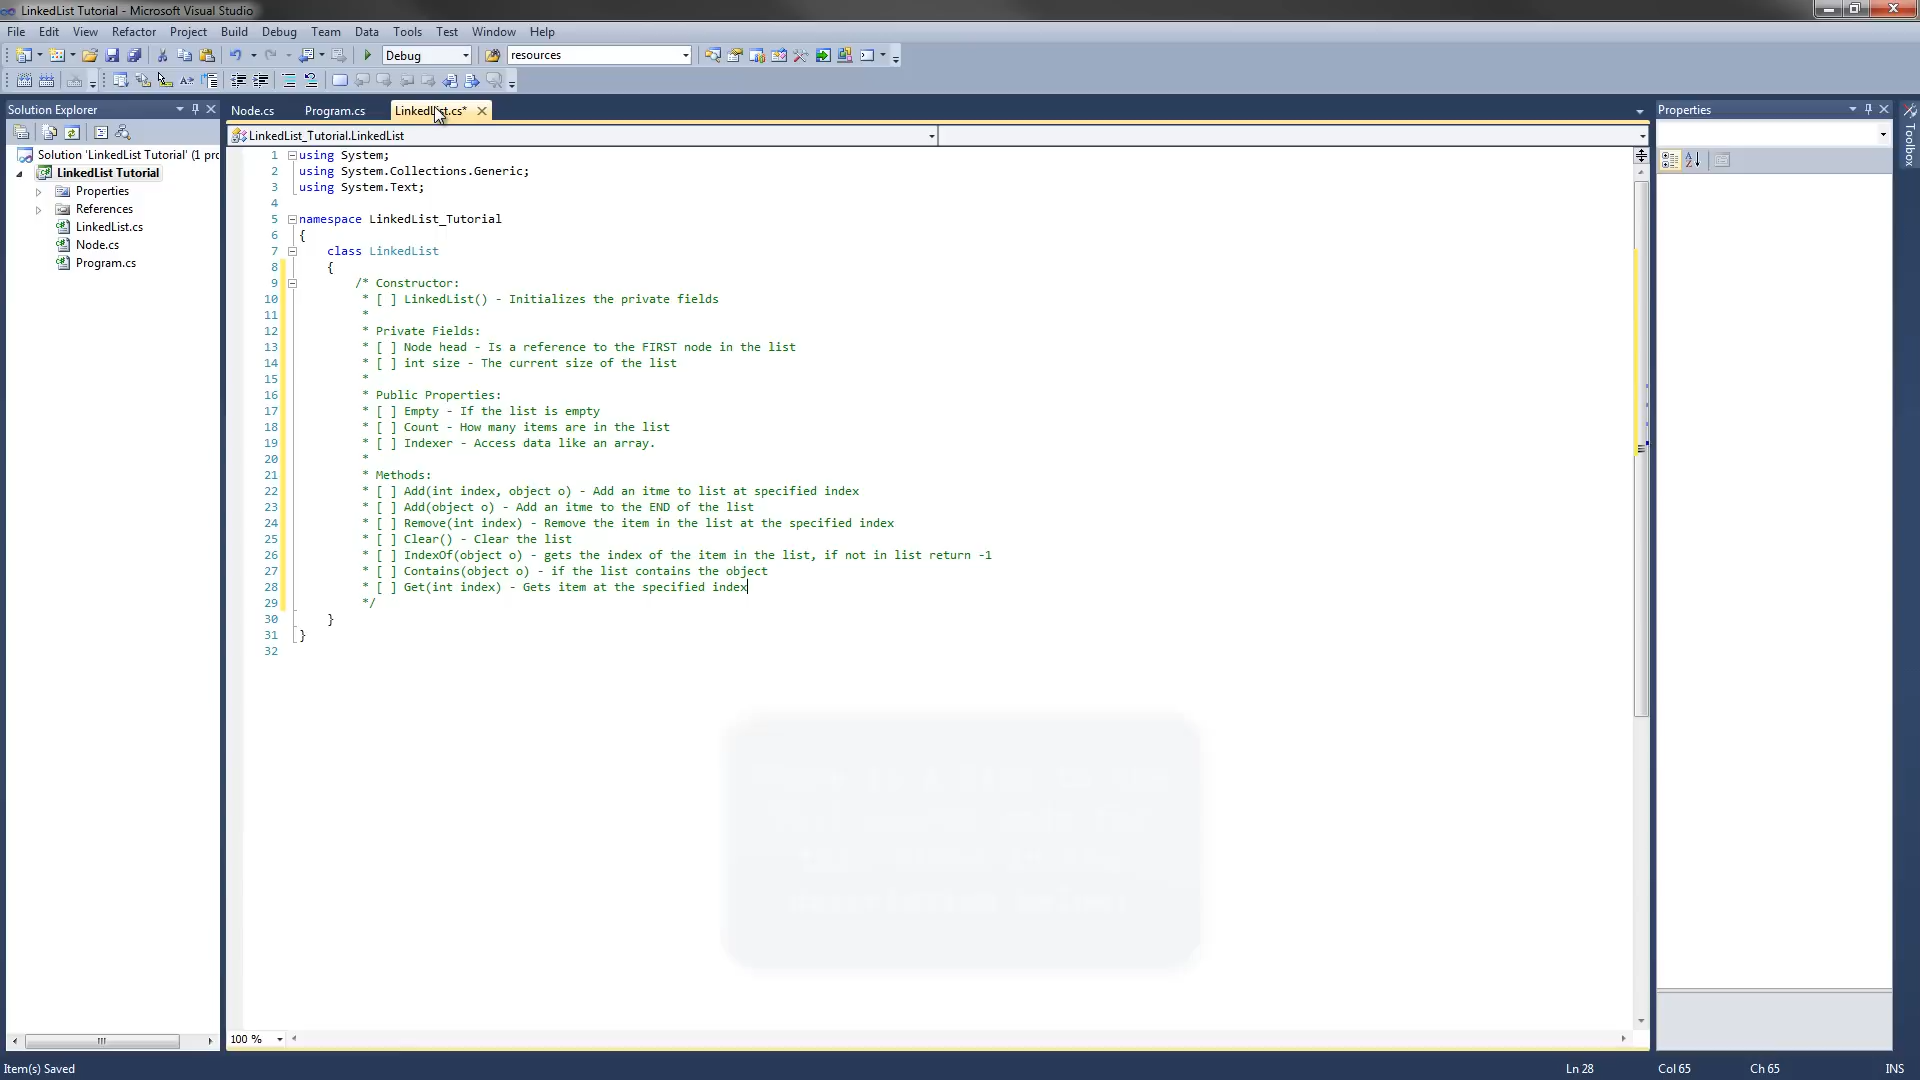 LinkedList Tutorial - Microsoft Visual Studio
File Edit View Refactor Project Build Debug Team Data Tools Test Window Help
Debug resources
Solution Explorer
Solution 'LinkedList Tutorial' (1 pro
LinkedList Tutorial
Properties
References
LinkedList.cs
Node.cs
Program.cs
Node.cs Program.cs LinkedList.cs*
LinkedList_Tutorial.LinkedList
1 using System;
2 using System.Collections.Generic;
3 using System.Text;
4
5 namespace LinkedList_Tutorial
6 {
7 class LinkedList
8 {
9 /* Constructor:
10 * [ ] LinkedList() - Initializes the private fields
11 *
12 * Private Fields:
13 * [ ] Node head - Is a reference to the FIRST node in the list
14 * [ ] int size - The current size of the list
15 *
16 * Public Properties:
17 * [ ] Empty - If the list is empty
18 * [ ] Count - How many items are in the list
19 * [ ] Indexer - Access data like an array.
20 *
21 * Methods:
22 * [ ] Add(int index, object o) - Add an itme to list at specified index
23 * [ ] Add(object o) - Add an itme to the END of the list
24 * [ ] Remove(int index) - Remove the item in the list at the specified index
25 * [ ] Clear() - Clear the list
26 * [ ] IndexOf(object o) - gets the index of the item in the list, if not in list return -1
27 * [ ] Contains(object o) - if the list contains the object
28 * [ ] Get(int index) - Gets item at the specified index
29 */
30 }
31 }
32
100 %
Properties
Toolbox
Item(s) Saved Ln 28 Col 65 Ch 65 INS